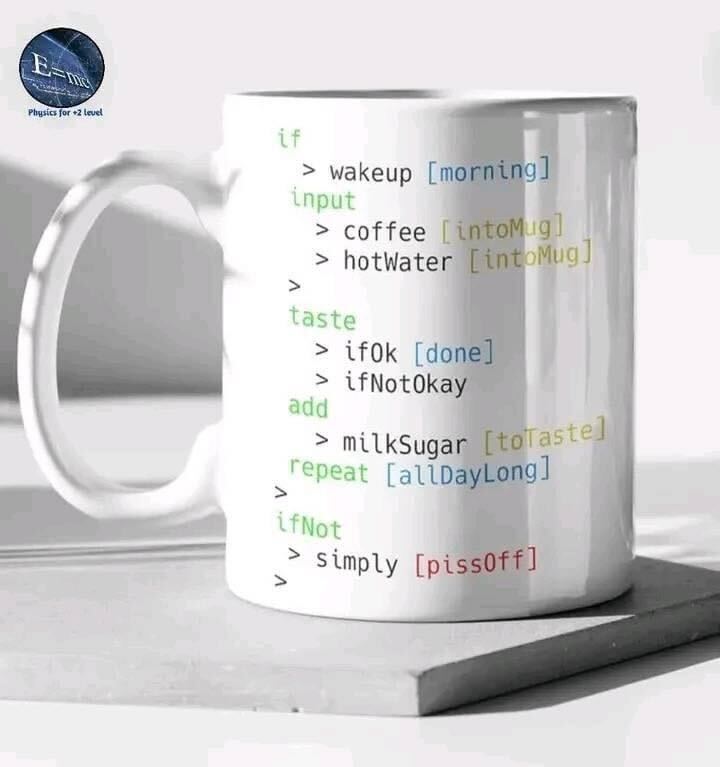 E=mc
Physics for +2 level
if
> wakeup [morning]
input
> coffee [intoMug]
> hotWater [intoMug]
>
taste
> ifOk [done]
> ifNotOkay
add
> milkSugar [toTaste]
repeat [allDayLong]
>
ifNot
> simply [pissOff]
>